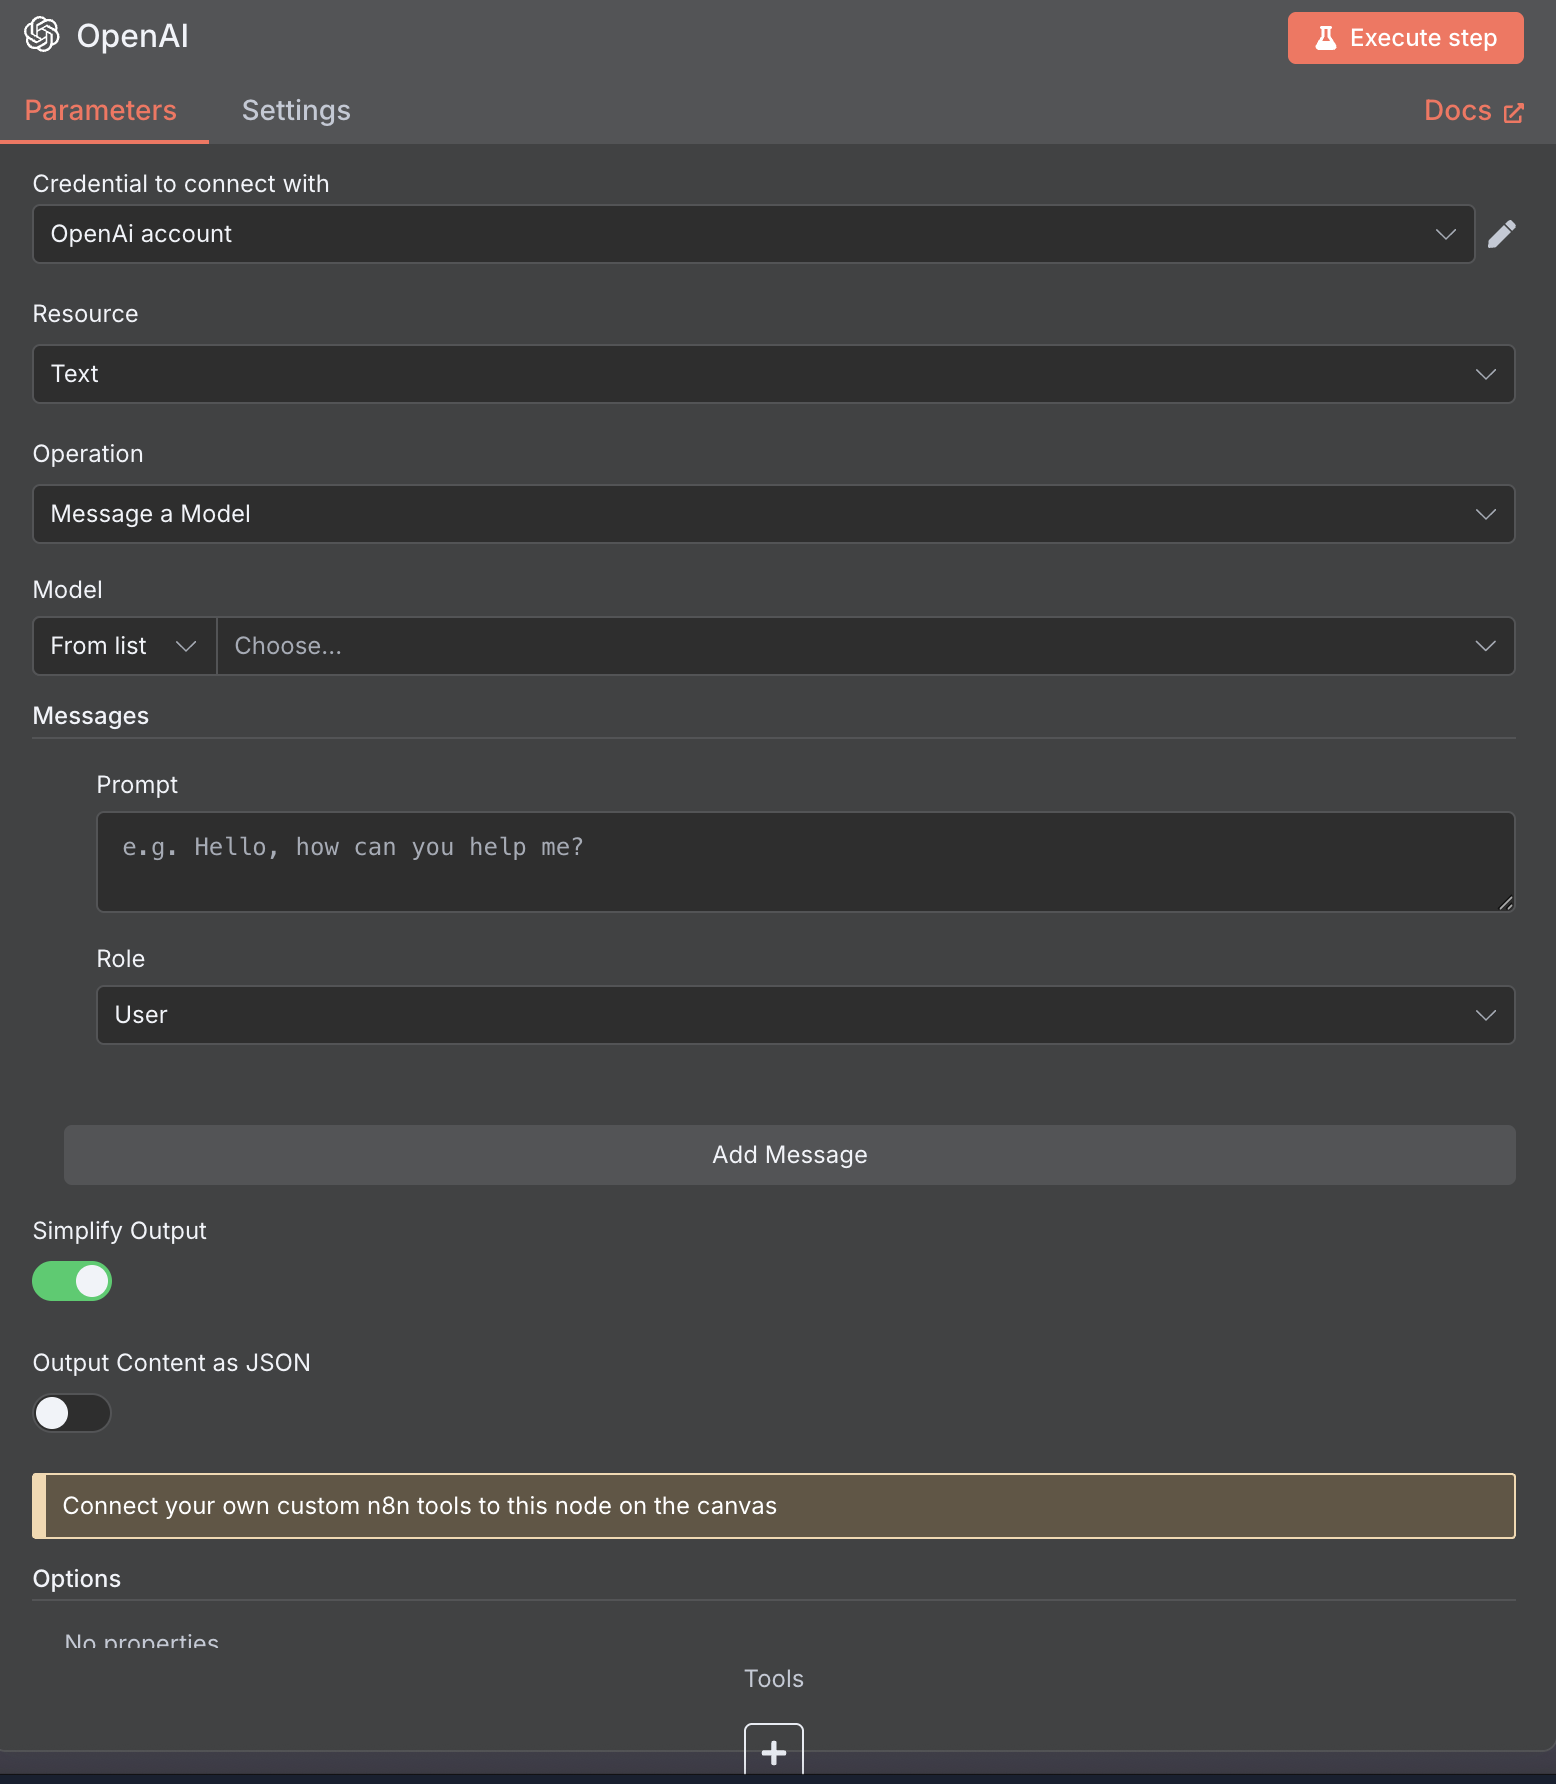 OpenAI
Execute step
Parameters
Settings
Docs
Credential to connect with
OpenAi account
Resource
Text
Operation
Message a Model
Model
From list
Choose...
Messages
Prompt
e.g. Hello, how can you help me?
Role
User
Add Message
Simplify Output
Output Content as JSON
Connect your own custom n8n tools to this node on the canvas
Options
No properties
Tools